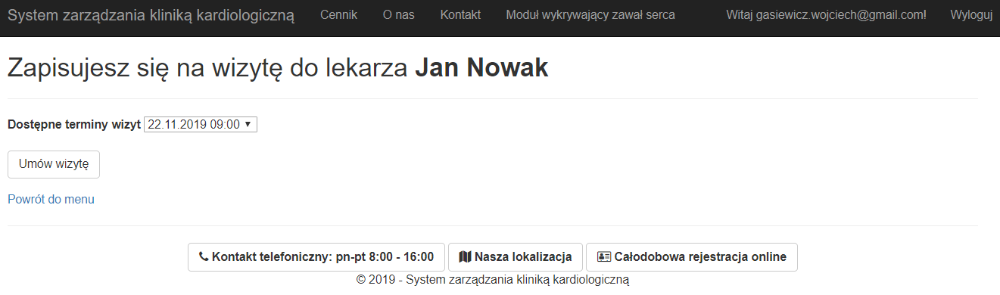 System zarządzania kliniką kardiologiczną Cennik O nas Kontakt Moduł wykrywający zawał serca Witaj gasiewicz.wojciech@gmail.com! Wyloguj
Zapisujesz się na wizytę do lekarza Jan Nowak
Dostępne terminy wizyt 22.11.2019 09:00
Umów wizytę
Powrót do menu
Kontakt telefoniczny: pn-pt 8:00 - 16:00 Nasza lokalizacja Całodobowa rejestracja online
© 2019 - System zarządzania kliniką kardiologiczną